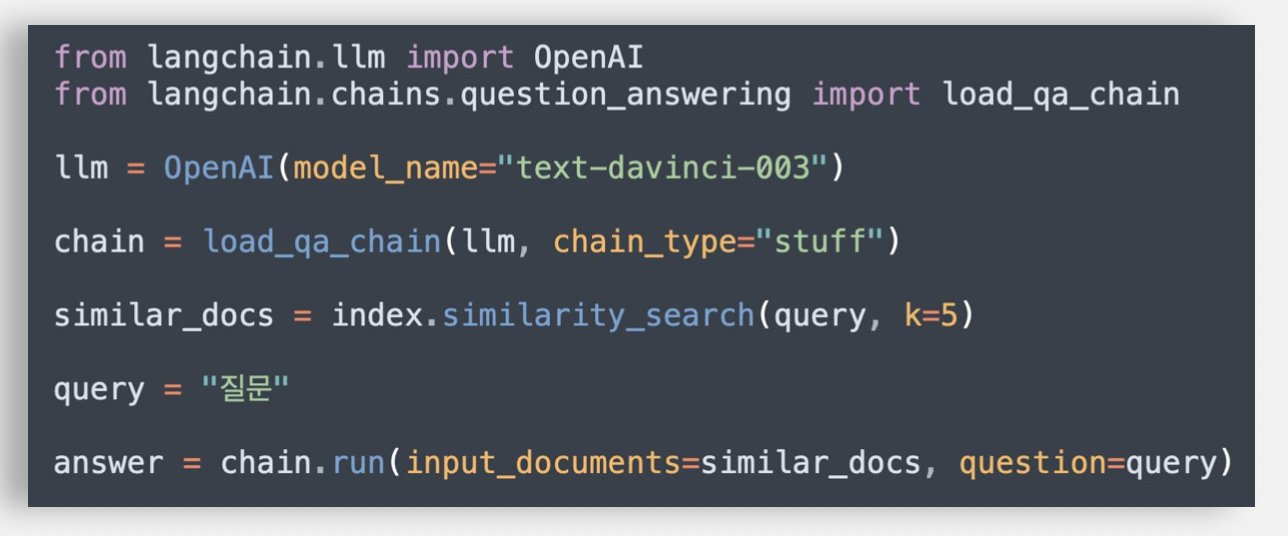 from langchain.llm import OpenAI
from langchain.chains.question_answering import load_qa_chain
llm = OpenAI(model_name="text-davinci-003")
chain = load_qa_chain(llm, chain_type="stuff")
similar_docs = index.similarity_search(query, k=5)
query = "질문"
answer = chain.run(input_documents=similar_docs, question=query)